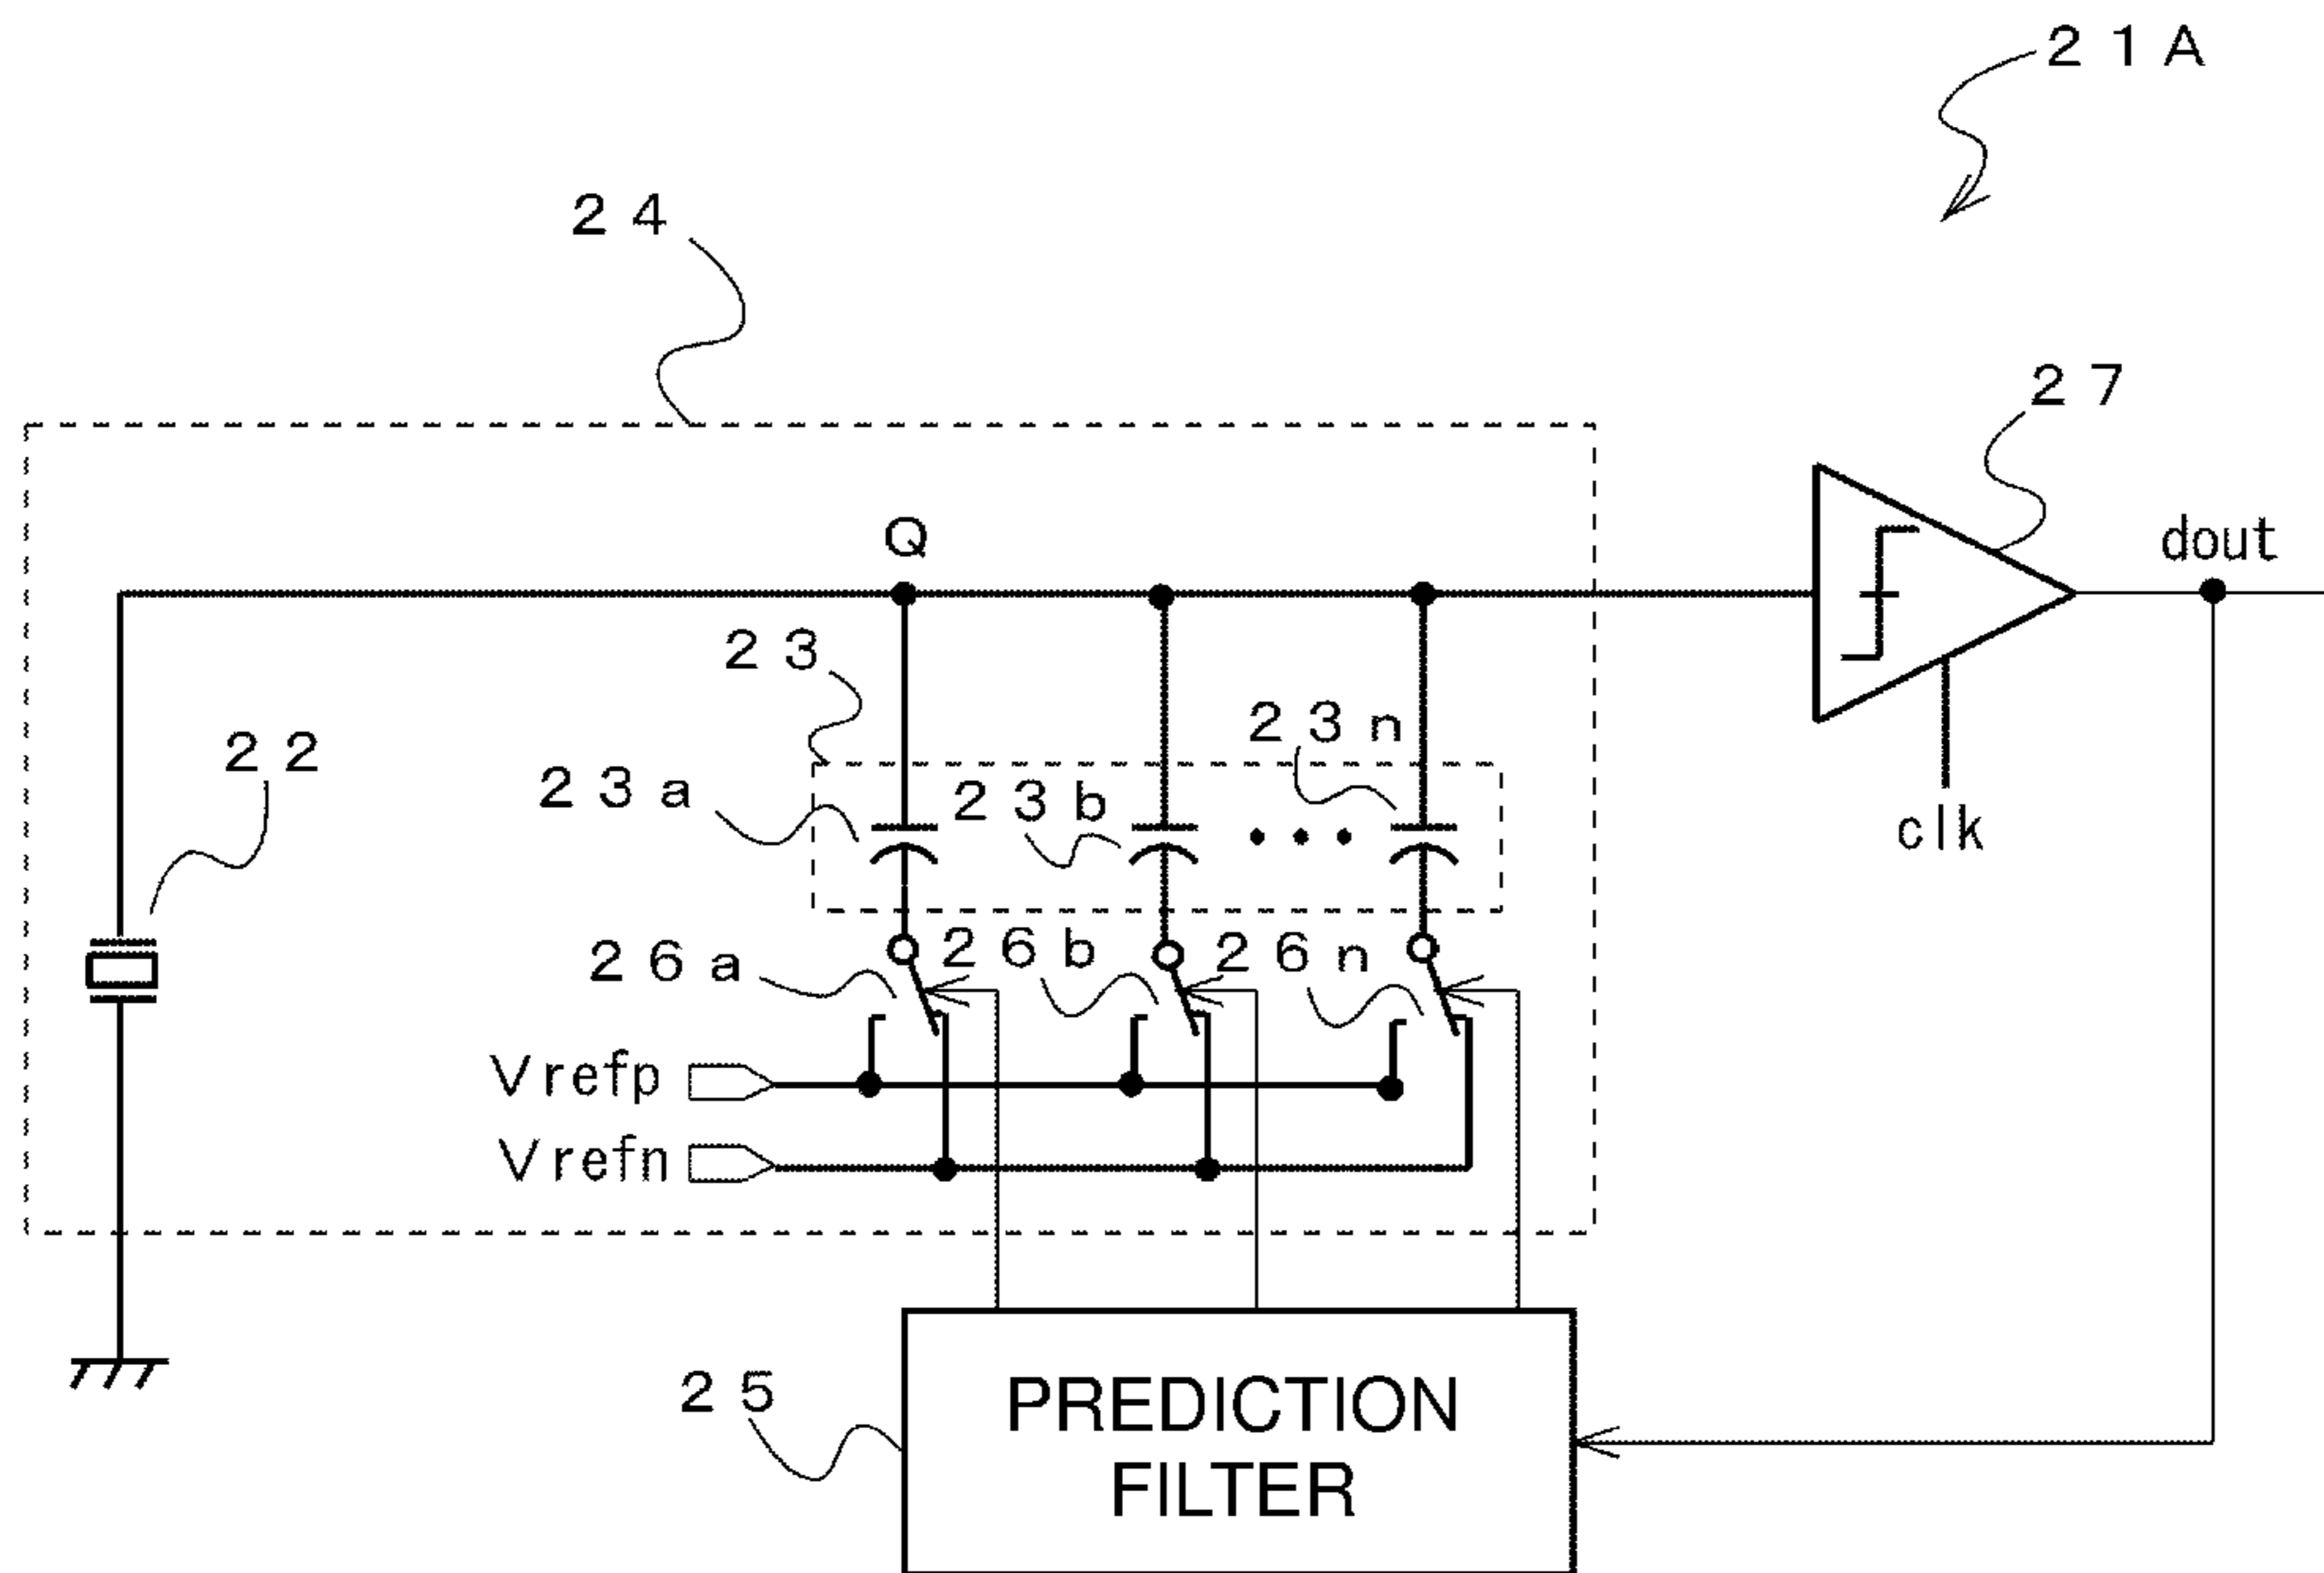 21A
24
27
Q
dout
23
23n
22
23a
23b
clk
26a
26b
26n
Vrefp
Vrefn
25
PREDICTION
FILTER